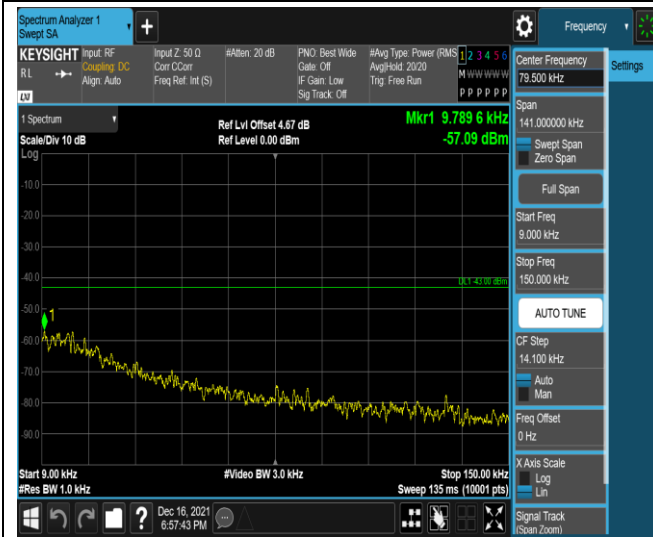 Spectrum Analyzer 1
Swept SA
+
Frequency
KEYSIGHT
RL
LXI
Input: RF
Coupling: DC
Align: Auto
Input Z: 50 Ω
Corr CCorr
Freq Ref: Int (S)
#Atten: 20 dB
PNO: Best Wide
Gate: Off
IF Gain: Low
Sig Track: Off
#Avg Type: Power (RMS
Avg|Hold: 20/20
Trig: Free Run
1 2 3 4 5 6
M W W W W W
P P P P P P
Center Frequency
79.500 kHz
Settings
Span
141.000000 kHz
Swept Span
Zero Span
Full Span
Start Freq
9.000 kHz
Stop Freq
150.000 kHz
AUTO TUNE
CF Step
14.100 kHz
Auto
Man
Freq Offset
0 Hz
X Axis Scale
Log
Lin
Signal Track
(Span Zoom)
1 Spectrum
Scale/Div 10 dB
Ref Lvl Offset 4.67 dB
Ref Level 0.00 dBm
Mkr1 9.789 6 kHz
-57.09 dBm
Log
-10.0
-20.0
-30.0
-40.0
DL1 -43.00 dBm
-50.0
1
-60.0
-70.0
-80.0
-90.0
Start 9.00 kHz
#Video BW 3.0 kHz
Stop 150.00 kHz
#Res BW 1.0 kHz
Sweep 135 ms (10001 pts)
?
Dec 16, 2021
6:57:43 PM